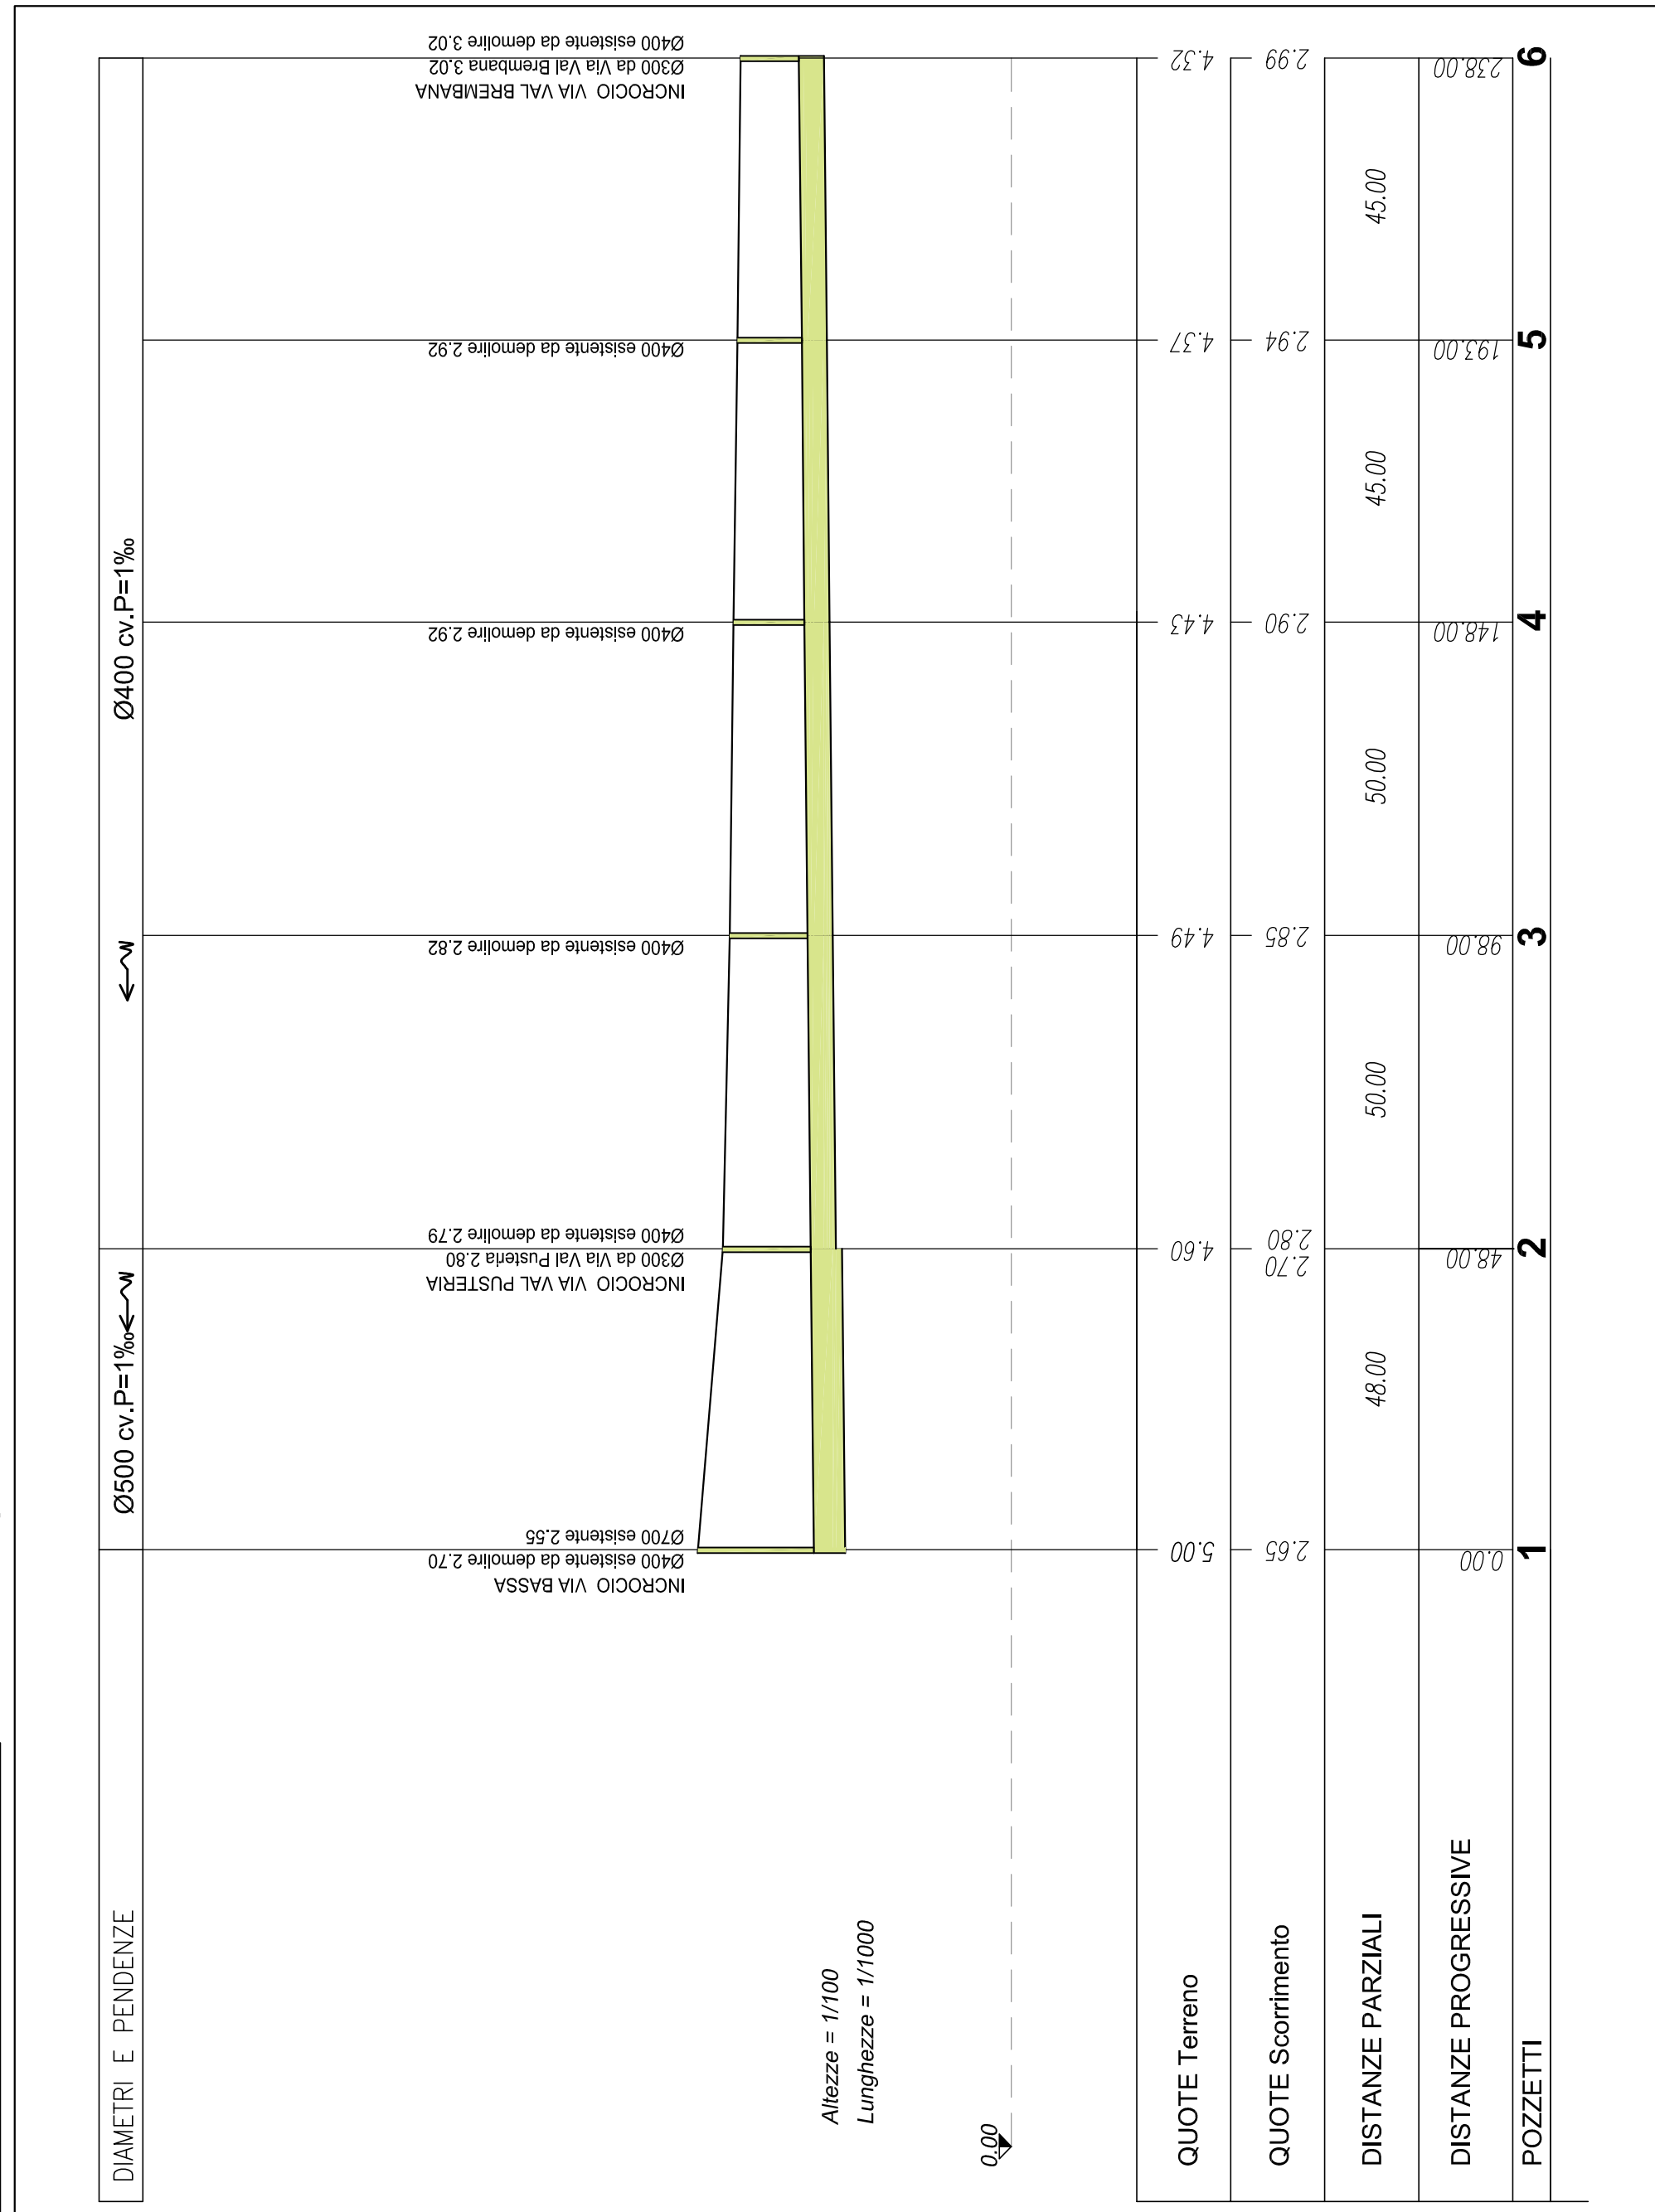 DIAMETRI E PENDENZE
Ø500 cv.P=1‰
Ø400 cv.P=1‰
INCROCIO VIA BASSA
Ø400 esistente da demolire 2.70
Ø700 esistente 2.55
INCROCIO VIA VAL PUSTERIA
Ø300 da Via Val Pusteria 2.80
Ø400 esistente da demolire 2.79
Ø400 esistente da demolire 2.82
Ø400 esistente da demolire 2.92
Ø400 esistente da demolire 2.92
INCROCIO VIA VAL BREMBANA
Ø300 da Via Val Brembana 3.02
Ø400 esistente da demolire 3.02
Altezze = 1/100
Lunghezze = 1/1000
0.00
QUOTE Terreno 5.00 4.60 4.49 4.43 4.37 4.32
QUOTE Scorrimento 2.65 2.70 2.80 2.85 2.90 2.94 2.99
DISTANZE PARZIALI 48.00 50.00 50.00 45.00 45.00
DISTANZE PROGRESSIVE 0.00 48.00 98.00 148.00 193.00 238.00
POZZETTI 1 2 3 4 5 6